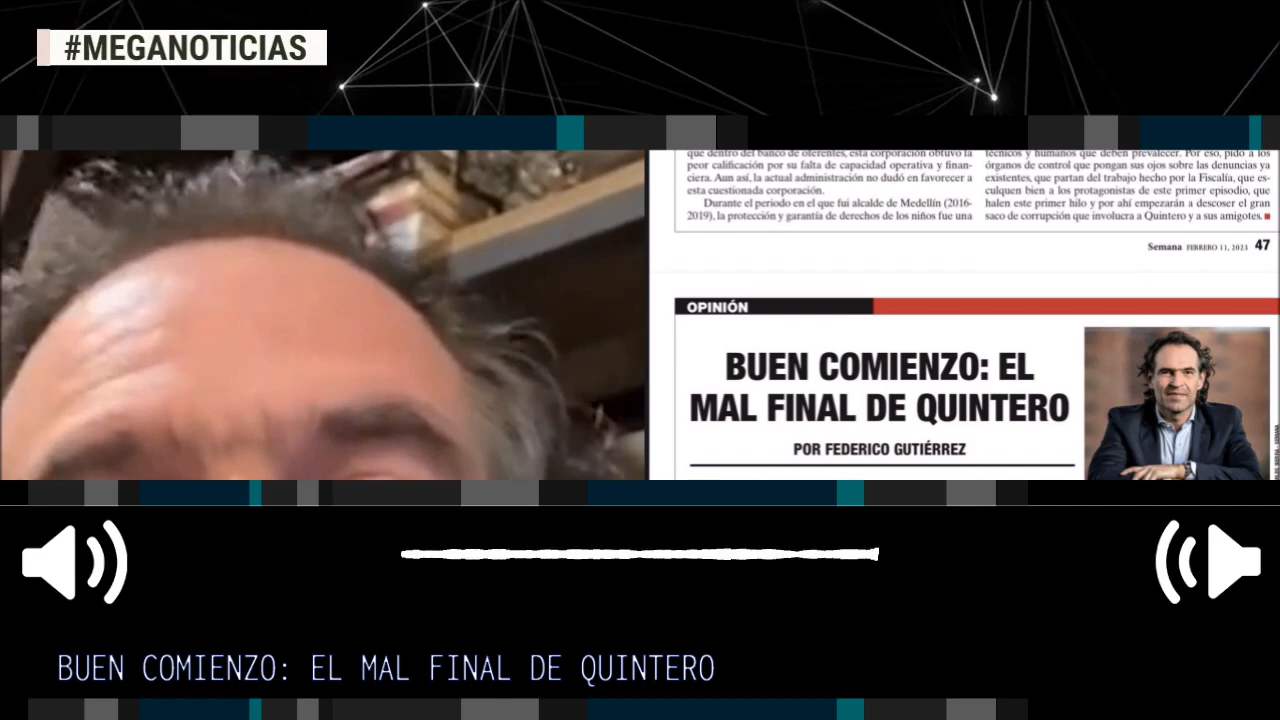 #MEGANOTICIAS
que dentro del banco de oferentes, esta corporación obtuvo la
peor calificación por su falta de capacidad operativa y finan-
ciera. Aun así, la actual administración no dudó en favorecer a
esta cuestionada corporación.
Durante el periodo en el que fui alcalde de Medellín (2016-
2019), la protección y garantía de derechos de los niños fue una
técnicos y humanos que deben prevalecer. Por eso, pido a los
órganos de control que pongan sus ojos sobre las denuncias ya
existentes, que partan del trabajo hecho por la Fiscalía, que es-
culquen bien a los protagonistas de este primer episodio, que
halen este primer hilo y por ahí empezarán a descoser el gran
saco de corrupción que involucra a Quintero y a sus amigotes.
Semana FEBRERO 11, 2023 47
OPINIÓN
BUEN COMIENZO: EL
MAL FINAL DE QUINTERO
POR FEDERICO GUTIÉRREZ
BUEN COMIENZO: EL MAL FINAL DE QUINTERO